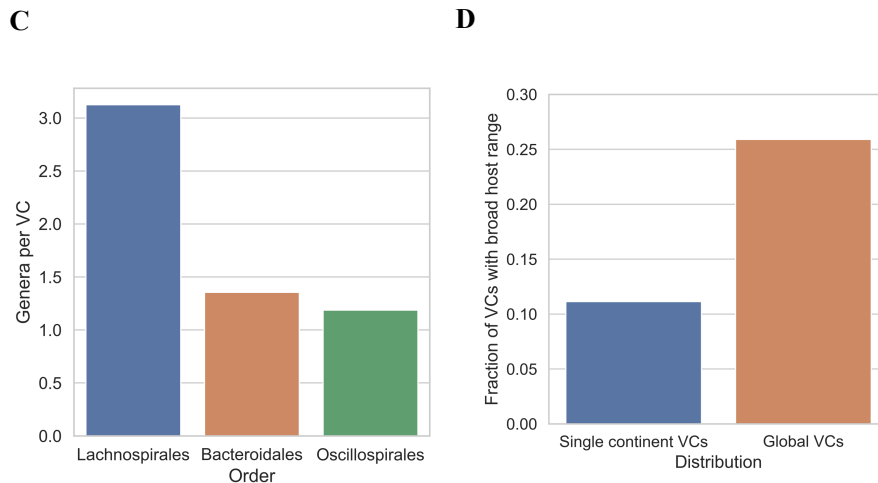 C
3.0
2.5
2.0
1.5
1.0
0.5
0.0
Genera per VC
Lachnospirales Bacteroidales Oscillospirales
Order
D
0.30
0.25
0.20
0.15
0.10
0.05
0.00
Fraction of VCs with broad host range
Single continent VCs Global VCs
Distribution